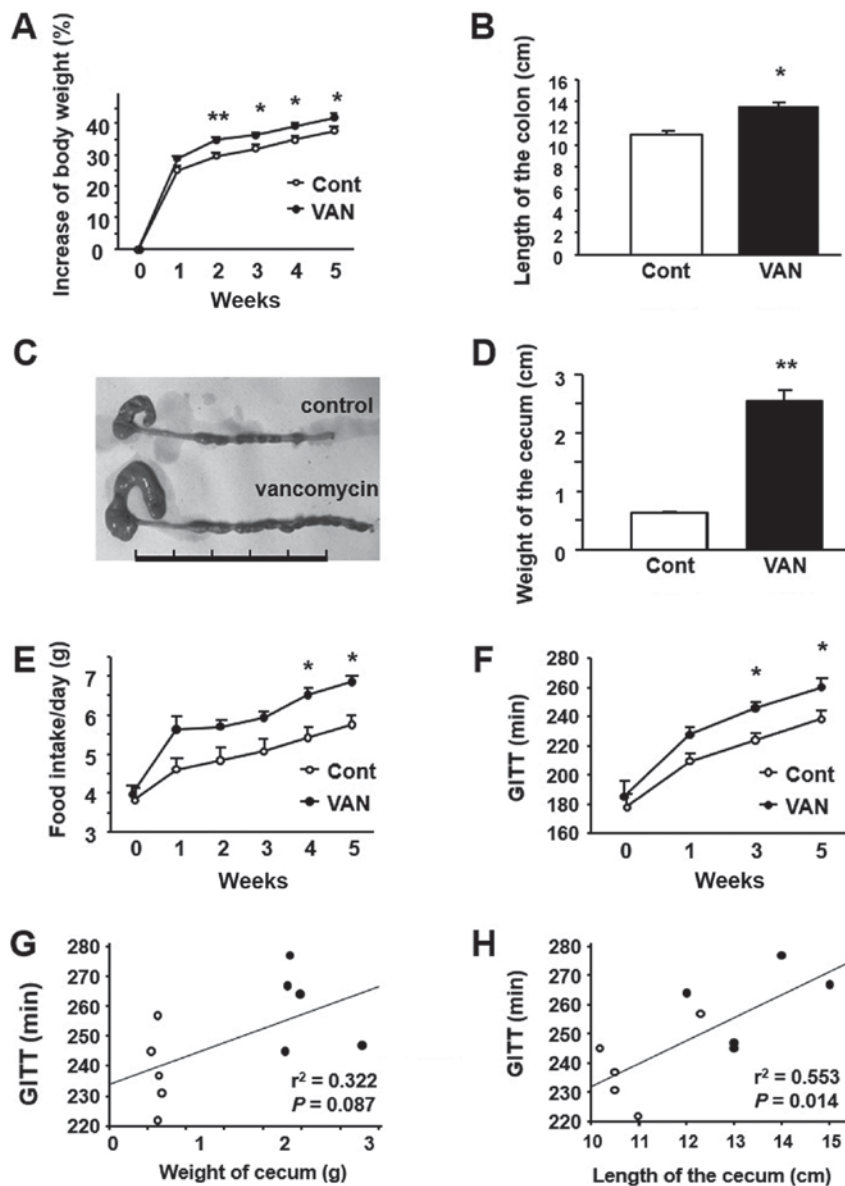 A
Increase of body weight (%)
40
30
20
10
0
** * * *
Cont
VAN
0 1 2 3 4 5
Weeks
B
Length of the colon (cm)
16
14
12
10
8
6
4
2
0
*
Cont VAN
C
control
vancomycin
D
Weight of the cecum (cm)
3
2
1
0
**
Cont VAN
E
Food intake/day (g)
7
6
5
4
3
* *
Cont
VAN
0 1 2 3 4 5
Weeks
F
GITT (min)
280
260
240
220
200
180
160
* *
Cont
VAN
0 1 3 5
Weeks
G
GITT (min)
280
270
260
250
240
230
220
r² = 0.322
P = 0.087
0 1 2 3
Weight of cecum (g)
H
GITT (min)
280
270
260
250
240
230
220
r² = 0.553
P = 0.014
10 11 12 13 14 15
Length of the cecum (cm)